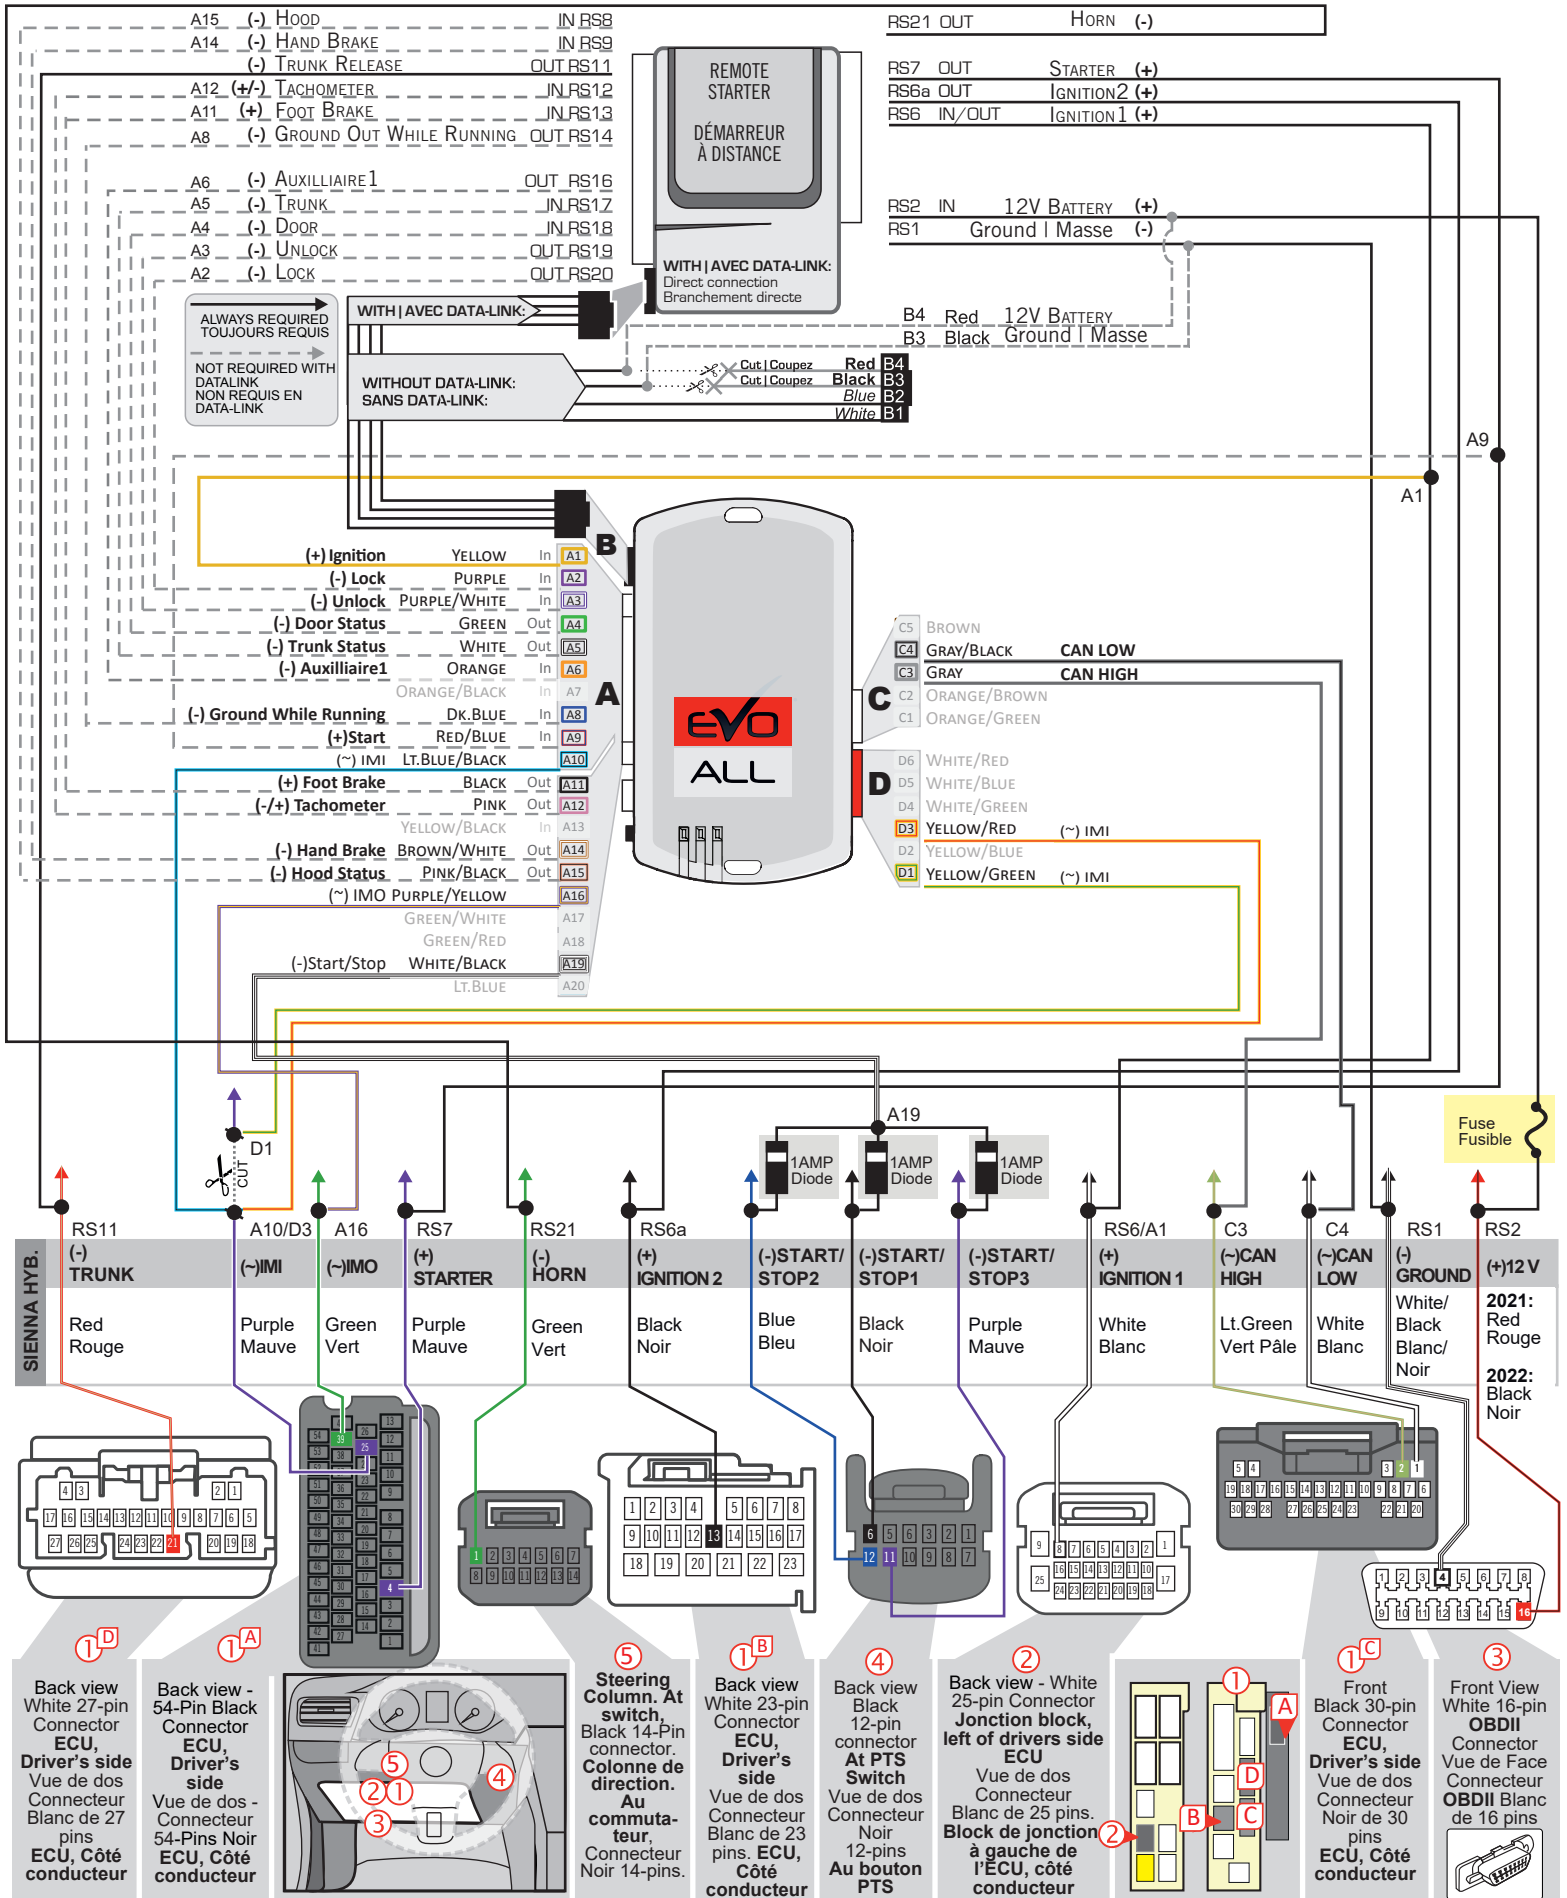 A15 (-) HOOD IN RS8
A14 (-) HAND BRAKE IN RS9
(-) TRUNK RELEASE OUT RS11
A12 (+/-) TACHOMETER IN RS12
A11 (+) FOOT BRAKE IN RS13
A8 (-) GROUND OUT WHILE RUNNING OUT RS14
A6 (-) AUXILLIAIRE1 OUT RS16
A5 (-) TRUNK IN RS17
A4 (-) DOOR IN RS18
A3 (-) UNLOCK OUT RS19
A2 (-) LOCK OUT RS20
REMOTE
STARTER
DÉMARREUR
À DISTANCE
WITH | AVEC DATA-LINK:
Direct connection
Branchement directe
RS21 OUT HORN (-)
RS7 OUT STARTER (+)
RS6a OUT IGNITION2 (+)
RS6 IN/OUT IGNITION1 (+)
RS2 IN 12V BATTERY (+)
RS1 Ground | Masse (-)
ALWAYS REQUIRED
TOUJOURS REQUIS
NOT REQUIRED WITH
DATALINK
NON REQUIS EN
DATA-LINK
WITH | AVEC DATA-LINK:
WITHOUT DATA-LINK:
SANS DATA-LINK:
B4 Red 12V BATTERY
B3 Black Ground | Masse
Cut | Coupez Red B4
Cut | Coupez Black B3
Blue B2
White B1
A9
A1
B
A
(+) Ignition YELLOW In A1
(-) Lock PURPLE In A2
(-) Unlock PURPLE/WHITE In A3
(-) Door Status GREEN Out A4
(-) Trunk Status WHITE Out A5
(-) Auxilliaire1 ORANGE In A6
ORANGE/BLACK In A7
(-) Ground While Running DK.BLUE In A8
(+)Start RED/BLUE In A9
(~) IMI LT.BLUE/BLACK A10
(+) Foot Brake BLACK Out A11
(-/+) Tachometer PINK Out A12
YELLOW/BLACK In A13
(-) Hand Brake BROWN/WHITE Out A14
(-) Hood Status PINK/BLACK Out A15
(~) IMO PURPLE/YELLOW A16
GREEN/WHITE A17
GREEN/RED A18
(-)Start/Stop WHITE/BLACK A19
LT.BLUE A20
EVO
ALL
C
C5 BROWN
C4 GRAY/BLACK CAN LOW
C3 GRAY CAN HIGH
C2 ORANGE/BROWN
C1 ORANGE/GREEN
D
D6 WHITE/RED
D5 WHITE/BLUE
D4 WHITE/GREEN
D3 YELLOW/RED (~) IMI
D2 YELLOW/BLUE
D1 YELLOW/GREEN (~) IMI
D1
CUT
A19
1AMP
Diode
1AMP
Diode
1AMP
Diode
Fuse
Fusible
RS11 A10/D3 A16 RS7 RS21 RS6a RS6/A1 C3 C4 RS1 RS2
SIENNA HYB.
(-)
TRUNK
Red
Rouge
(~)IMI
Purple
Mauve
(~)IMO
Green
Vert
(+)
STARTER
Purple
Mauve
(-)
HORN
Green
Vert
(+)
IGNITION 2
Black
Noir
(-)START/
STOP2
Blue
Bleu
(-)START/
STOP1
Black
Noir
(-)START/
STOP3
Purple
Mauve
(+)
IGNITION 1
White
Blanc
(~)CAN
HIGH
Lt.Green
Vert Pâle
(~)CAN
LOW
White
Blanc
(-)
GROUND
White/
Black
Blanc/
Noir
(+)12 V
2021:
Red
Rouge
2022:
Black
Noir
1 D
Back view
White 27-pin
Connector
ECU,
Driver's side
Vue de dos
Connecteur
Blanc de 27
pins
ECU, Côté
conducteur
1 A
Back view -
54-Pin Black
Connector
ECU,
Driver's
side
Vue de dos -
Connecteur
54-Pins Noir
ECU, Côté
conducteur
5
2 1
3
4
5
Steering
Column. At
switch,
Black 14-Pin
connector.
Colonne de
direction.
Au
commuta-
teur,
Connecteur
Noir 14-pins.
1 B
Back view
White 23-pin
Connector
ECU,
Driver's
side
Vue de dos
Connecteur
Blanc de 23
pins. ECU,
Côté
conducteur
4
Back view
Black
12-pin
connector
At PTS
Switch
Vue de dos
Connecteur
Noir
12-pins
Au bouton
PTS
2
Back view - White
25-pin Connector
Jonction block,
left of drivers side
ECU
Vue de dos
Connecteur
Blanc de 25 pins.
Block de jonction
à gauche de
l'ECU, côté
conducteur
1
A
D
B C
2
1 C
Front
Black 30-pin
Connector
ECU,
Driver's side
Vue de dos
Connecteur
Noir de 30
pins
ECU, Côté
conducteur
3
Front View
White 16-pin
OBDII
Connector
Vue de Face
Connecteur
OBDII Blanc
de 16 pins